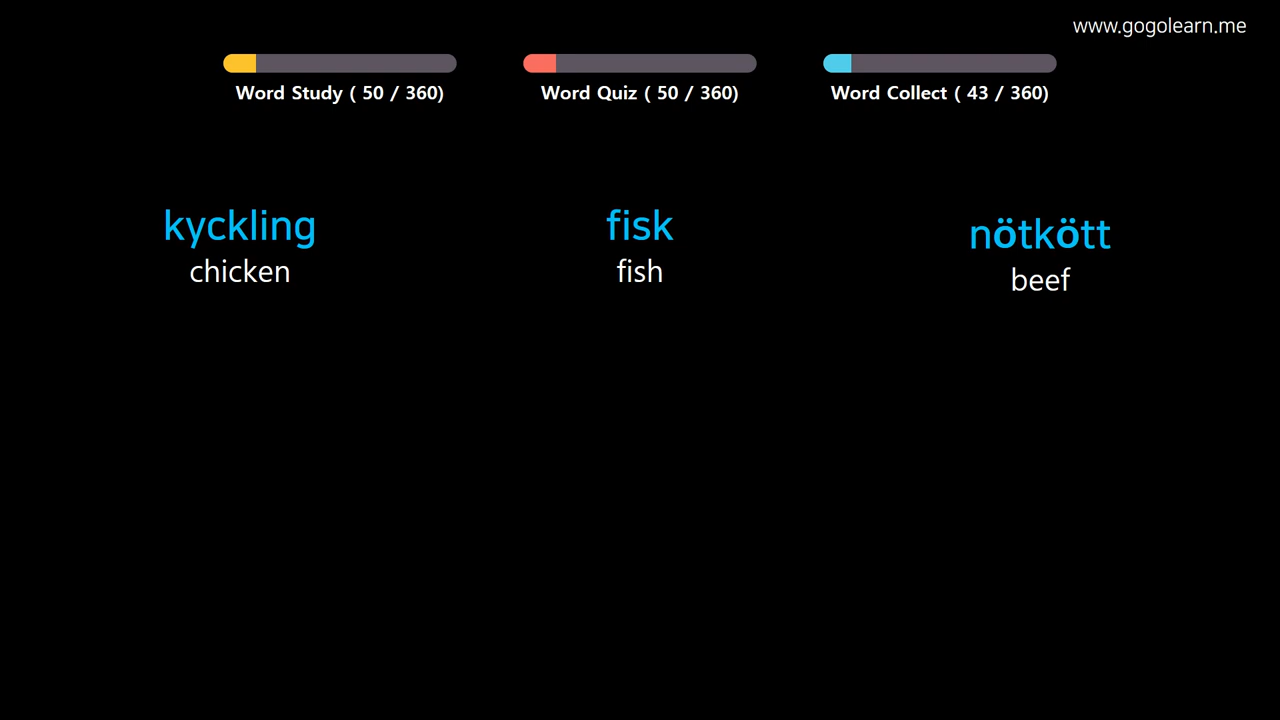 www.gogolearn.me
Word Study ( 50 / 360)
Word Quiz ( 50 / 360)
Word Collect ( 43 / 360)
kyckling
chicken
fisk
fish
nötkött
beef